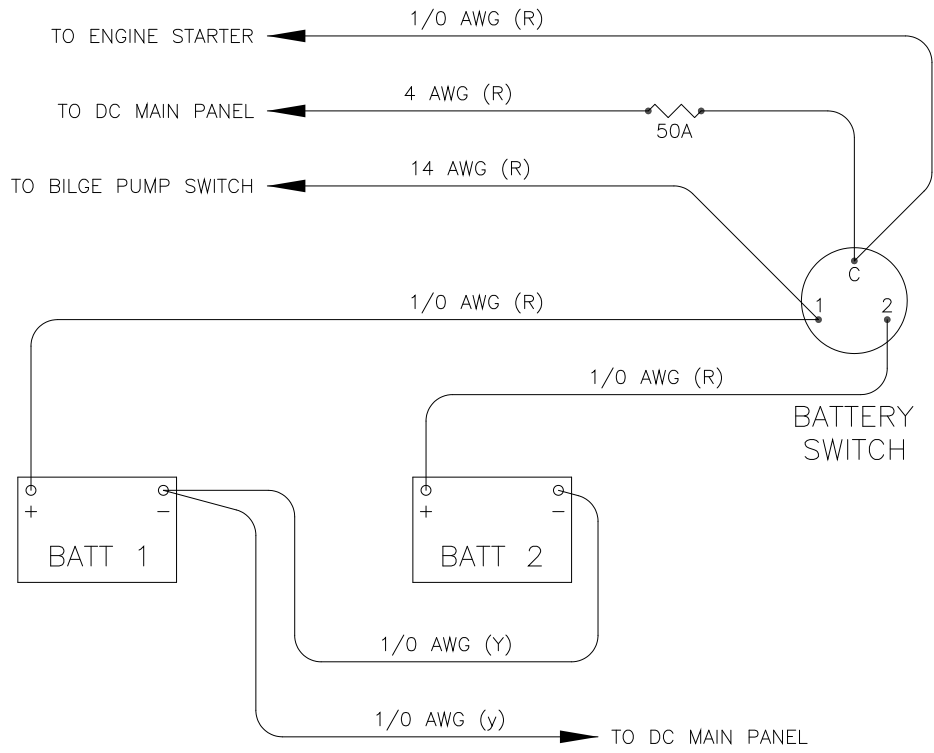 1/0 AWG (R)
TO ENGINE STARTER
4 AWG (R)
TO DC MAIN PANEL
50A
14 AWG (R)
TO BILGE PUMP SWITCH
C
1/0 AWG (R)
1 2
1/0 AWG (R)
BATTERY
SWITCH
+ −
+ −
BATT 1
BATT 2
1/0 AWG (Y)
1/0 AWG (y)
TO DC MAIN PANEL